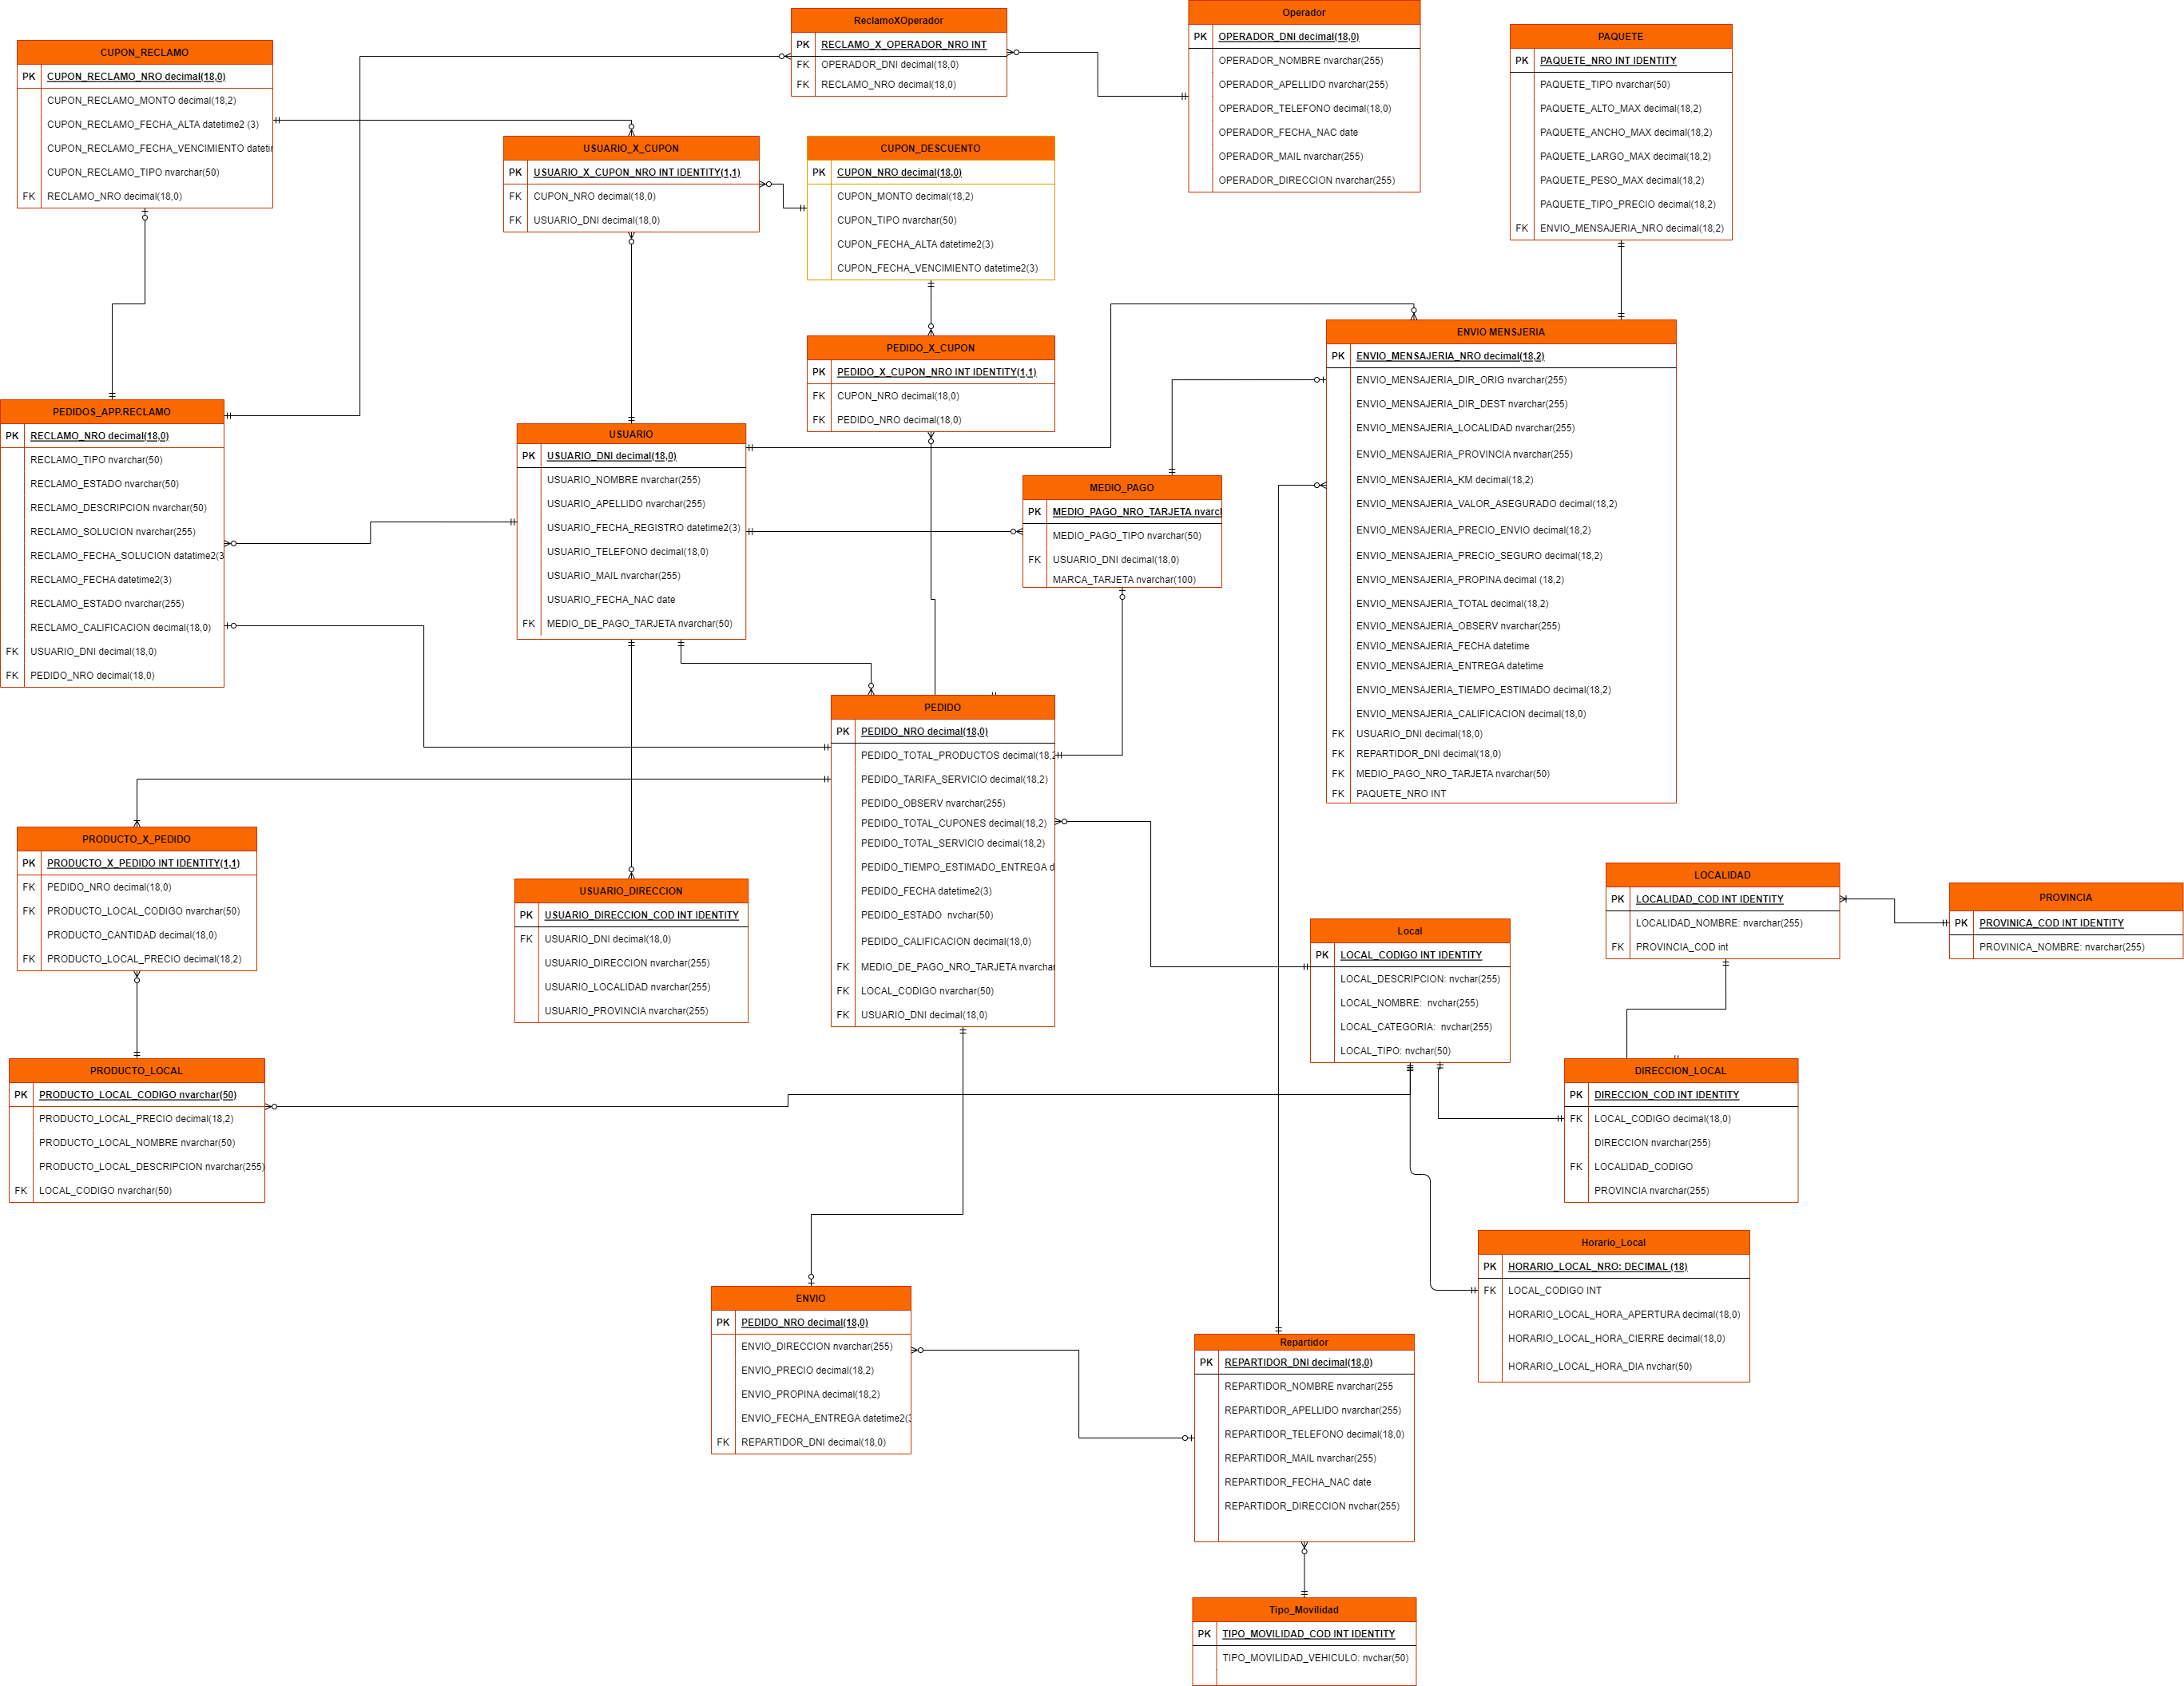 CUPON_RECLAMO
PK CUPON_RECLAMO_NRO decimal(18,0)
CUPON_RECLAMO_MONTO decimal(18,2)
CUPON_RECLAMO_FECHA_ALTA datetime2 (3)
CUPON_RECLAMO_FECHA_VENCIMIENTO datetin
CUPON_RECLAMO_TIPO nvarchar(50)
FK RECLAMO_NRO decimal(18,0)
ReclamoXOperador
PK RECLAMO_X_OPERADOR_NRO INT
FK OPERADOR_DNI decimal(18,0)
FK RECLAMO_NRO decimal(18,0)
Operador
PK OPERADOR_DNI decimal(18,0)
OPERADOR_NOMBRE nvarchar(255)
OPERADOR_APELLIDO nvarchar(255)
OPERADOR_TELEFONO decimal(18,0)
OPERADOR_FECHA_NAC date
OPERADOR_MAIL nvarchar(255)
OPERADOR_DIRECCION nvarchar(255)
PAQUETE
PK PAQUETE_NRO INT IDENTITY
PAQUETE_TIPO nvarchar(50)
PAQUETE_ALTO_MAX decimal(18,2)
PAQUETE_ANCHO_MAX decimal(18,2)
PAQUETE_LARGO_MAX decimal(18,2)
PAQUETE_PESO_MAX decimal(18,2)
PAQUETE_TIPO_PRECIO decimal(18,2)
FK ENVIO_MENSAJERIA_NRO decimal(18,2)
USUARIO_X_CUPON
PK USUARIO_X_CUPON_NRO INT IDENTITY(1,1)
FK CUPON_NRO decimal(18,0)
FK USUARIO_DNI decimal(18,0)
CUPON_DESCUENTO
PK CUPON_NRO decimal(18,0)
CUPON_MONTO decimal(18,2)
CUPON_TIPO nvarchar(50)
CUPON_FECHA_ALTA datetime2(3)
CUPON_FECHA_VENCIMIENTO datetime2(3)
PEDIDO_X_CUPON
PK PEDIDO_X_CUPON_NRO INT IDENTITY(1,1)
FK CUPON_NRO decimal(18,0)
FK PEDIDO_NRO decimal(18,0)
ENVIO MENSJERIA
PK ENVIO_MENSAJERIA_NRO decimal(18,2)
ENVIO_MENSAJERIA_DIR_ORIG nvarchar(255)
ENVIO_MENSAJERIA_DIR_DEST nvarchar(255)
ENVIO_MENSAJERIA_LOCALIDAD nvarchar(255)
ENVIO_MENSAJERIA_PROVINCIA nvarchar(255)
ENVIO_MENSAJERIA_KM decimal(18,2)
ENVIO_MENSAJERIA_VALOR_ASEGURADO decimal(18,2)
ENVIO_MENSAJERIA_PRECIO_ENVIO decimal(18,2)
ENVIO_MENSAJERIA_PRECIO_SEGURO decimal(18,2)
ENVIO_MENSAJERIA_PROPINA decimal (18,2)
ENVIO_MENSAJERIA_TOTAL decimal(18,2)
ENVIO_MENSAJERIA_OBSERV nvarchar(255)
ENVIO_MENSAJERIA_FECHA datetime
ENVIO_MENSAJERIA_ENTREGA datetime
ENVIO_MENSAJERIA_TIEMPO_ESTIMADO decimal(18,2)
ENVIO_MENSAJERIA_CALIFICACION decimal(18,0)
FK USUARIO_DNI decimal(18,0)
FK REPARTIDOR_DNI decimal(18,0)
FK MEDIO_PAGO_NRO_TARJETA nvarchar(50)
FK PAQUETE_NRO INT
PEDIDOS_APP.RECLAMO
PK RECLAMO_NRO decimal(18,0)
RECLAMO_TIPO nvarchar(50)
RECLAMO_ESTADO nvarchar(50)
RECLAMO_DESCRIPCION nvarchar(50)
RECLAMO_SOLUCION nvarchar(255)
RECLAMO_FECHA_SOLUCION datatime2(3
RECLAMO_FECHA datetime2(3)
RECLAMO_ESTADO nvarchar(255)
RECLAMO_CALIFICACION decimal(18,0)
FK USUARIO_DNI decimal(18,0)
FK PEDIDO_NRO decimal(18,0)
USUARIO
PK USUARIO_DNI decimal(18,0)
USUARIO_NOMBRE nvarchar(255)
USUARIO_APELLIDO nvarchar(255)
USUARIO_FECHA_REGISTRO datetime2(3)
USUARIO_TELEFONO decimal(18,0)
USUARIO_MAIL nvarchar(255)
USUARIO_FECHA_NAC date
FK MEDIO_DE_PAGO_TARJETA nvarchar(50)
MEDIO_PAGO
PK MEDIO_PAGO_NRO_TARJETA nvarcl
MEDIO_PAGO_TIPO nvarchar(50)
FK USUARIO_DNI decimal(18,0)
MARCA_TARJETA nvarchar(100)
PEDIDO
PK PEDIDO_NRO decimal(18,0)
PEDIDO_TOTAL_PRODUCTOS decimal(18,2
PEDIDO_TARIFA_SERVICIO decimal(18,2)
PEDIDO_OBSERV nvarchar(255)
PEDIDO_TOTAL_CUPONES decimal(18,2)
PEDIDO_TOTAL_SERVICIO decimal(18,2)
PEDIDO_TIEMPO_ESTIMADO_ENTREGA d
PEDIDO_FECHA datetime2(3)
PEDIDO_ESTADO nvchar(50)
PEDIDO_CALIFICACION decimal(18,0)
FK MEDIO_DE_PAGO_NRO_TARJETA nvarchar
FK LOCAL_CODIGO nvarchar(50)
FK USUARIO_DNI decimal(18,0)
PRODUCTO_X_PEDIDO
PK PRODUCTO_X_PEDIDO INT IDENTITY(1,1)
FK PEDIDO_NRO decimal(18,0)
FK PRODUCTO_LOCAL_CODIGO nvarchar(50)
PRODUCTO_CANTIDAD decimal(18,0)
FK PRODUCTO_LOCAL_PRECIO decimal(18,2)
USUARIO_DIRECCION
PK USUARIO_DIRECCION_COD INT IDENTITY
FK USUARIO_DNI decimal(18,0)
USUARIO_DIRECCION nvarchar(255)
USUARIO_LOCALIDAD nvarchar(255)
USUARIO_PROVINCIA nvarchar(255)
Local
PK LOCAL_CODIGO INT IDENTITY
LOCAL_DESCRIPCION: nvchar(255)
LOCAL_NOMBRE: nvchar(255)
LOCAL_CATEGORIA: nvchar(255)
LOCAL_TIPO: nvchar(50)
LOCALIDAD
PK LOCALIDAD_COD INT IDENTITY
LOCALIDAD_NOMBRE: nvarchar(255)
FK PROVINCIA_COD int
PROVINCIA
PK PROVINICA_COD INT IDENTITY
PROVINICA_NOMBRE: nvarchar(255)
PRODUCTO_LOCAL
PK PRODUCTO_LOCAL_CODIGO nvarchar(50)
PRODUCTO_LOCAL_PRECIO decimal(18,2)
PRODUCTO_LOCAL_NOMBRE nvarchar(50)
PRODUCTO_LOCAL_DESCRIPCION nvarchar(255)
FK LOCAL_CODIGO nvarchar(50)
DIRECCION_LOCAL
PK DIRECCION_COD INT IDENTITY
FK LOCAL_CODIGO decimal(18,0)
DIRECCION nvarchar(255)
FK LOCALIDAD_CODIGO
PROVINCIA nvarchar(255)
Horario_Local
PK HORARIO_LOCAL_NRO: DECIMAL (18)
FK LOCAL_CODIGO INT
HORARIO_LOCAL_HORA_APERTURA decimal(18,0)
HORARIO_LOCAL_HORA_CIERRE decimal(18,0)
HORARIO_LOCAL_HORA_DIA nvchar(50)
ENVIO
PK PEDIDO_NRO decimal(18,0)
ENVIO_DIRECCION nvarchar(255)
ENVIO_PRECIO decimal(18,2)
ENVIO_PROPINA decimal(18,2)
ENVIO_FECHA_ENTREGA datetime2(3
FK REPARTIDOR_DNI decimal(18,0)
Repartidor
PK REPARTIDOR_DNI decimal(18,0)
REPARTIDOR_NOMBRE nvarchar(255
REPARTIDOR_APELLIDO nvarchar(255)
REPARTIDOR_TELEFONO decimal(18,0)
REPARTIDOR_MAIL nvarchar(255)
REPARTIDOR_FECHA_NAC date
REPARTIDOR_DIRECCION nvchar(255)
Tipo_Movilidad
PK TIPO_MOVILIDAD_COD INT IDENTITY
TIPO_MOVILIDAD_VEHICULO: nvchar(50)